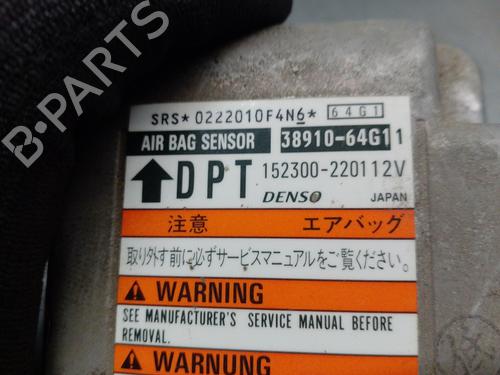 B-PARTS
SRS* 0222010F4N6* 64G1
AIR BAG SENSOR 38910-64G11
DPT 152300-2201 12V
DENSO JAPAN
注意 エアバッグ
取り外す前に必ずサービスマニュアルをご覧ください。
WARNING
SEE MANUFACTURER'S SERVICE MANUAL BEFORE
REMOVAL.
WARNUNG